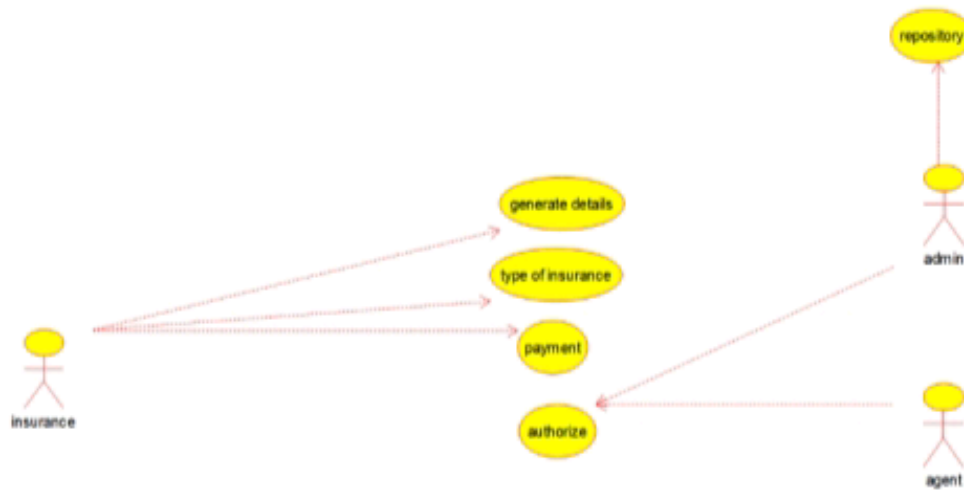 repository
generate details
admin
type of insurance
payment
insurance
authorize
agent